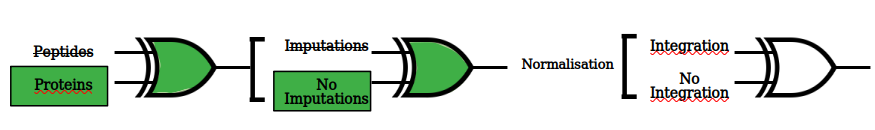 Peptides
Proteins
Imputations
No
Imputations
Normalisation
Integration
No
Integration